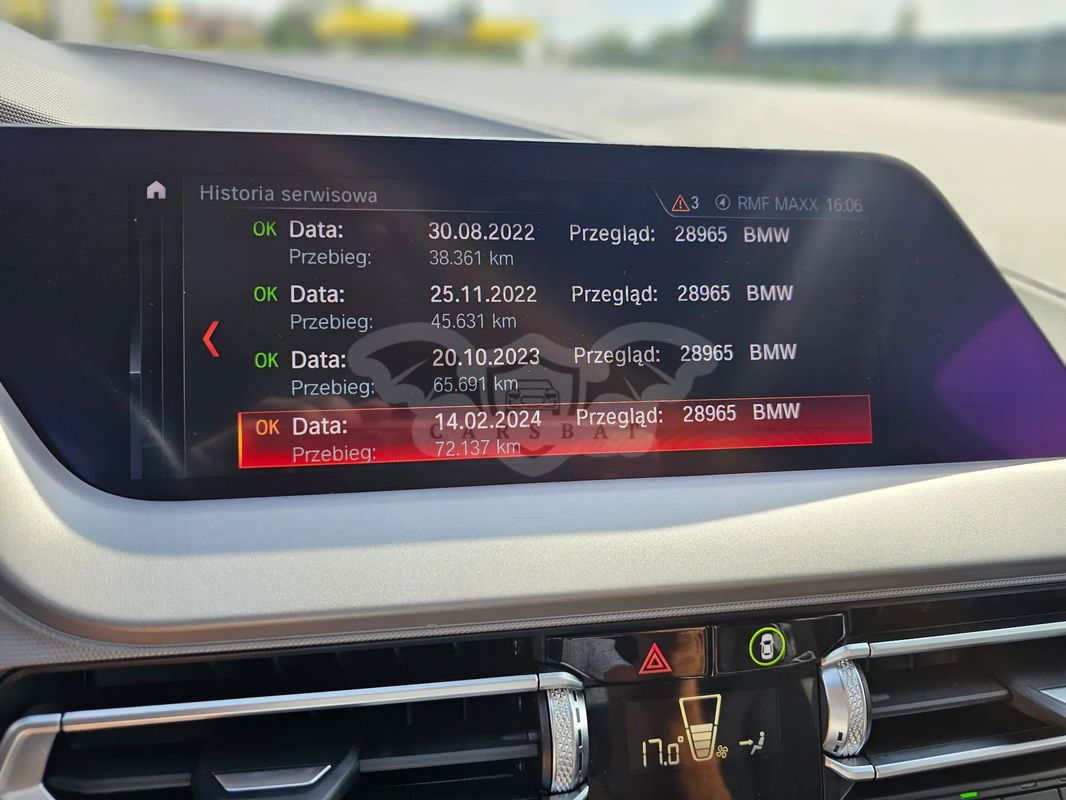 Historia serwisowa
3 RMF MAXX 16:06
OK Data: 30.08.2022 Przegląd: 28965 BMW
Przebieg: 38.361 km
OK Data: 25.11.2022 Przegląd: 28965 BMW
Przebieg: 45.631 km
OK Data: 20.10.2023 Przegląd: 28965 BMW
Przebieg: 65.691 km
OK Data: 14.02.2024 Przegląd: 28965 BMW
Przebieg: 72.137 km
CARSBAT
17.0°